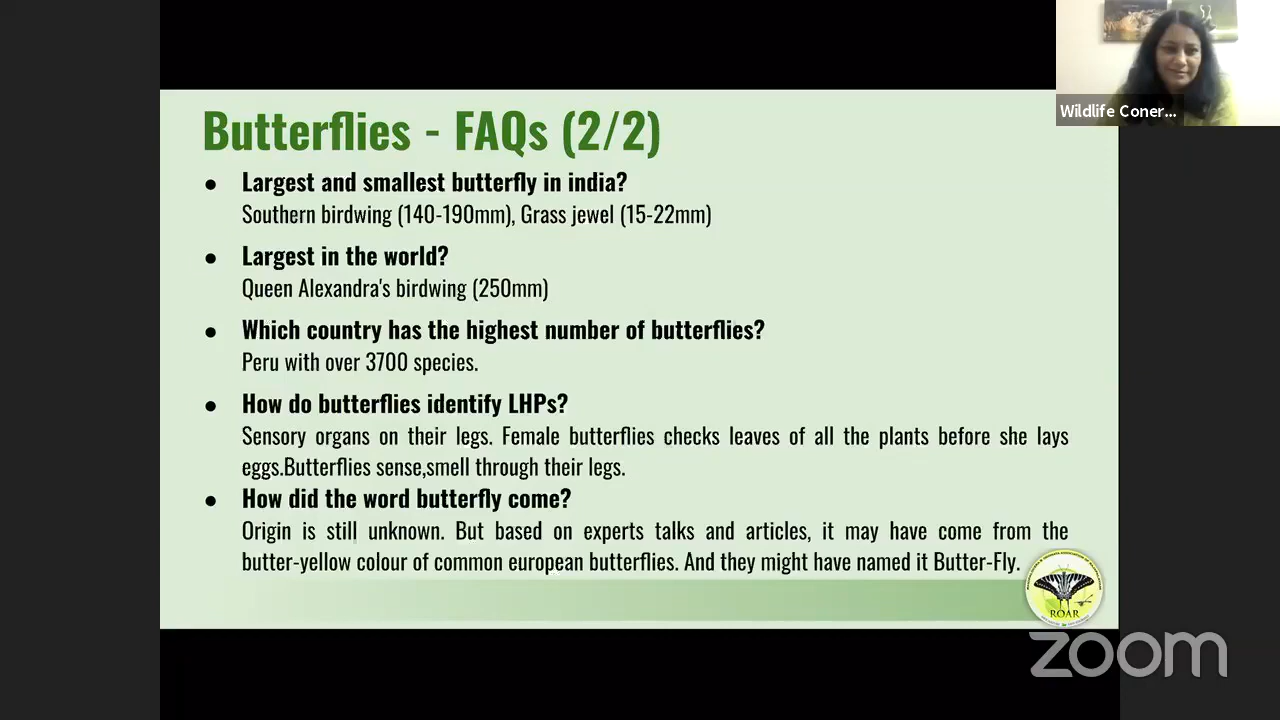 Wildlife Coner...
Butterflies - FAQs (2/2)
● Largest and smallest butterfly in india?
Southern birdwing (140-190mm), Grass jewel (15-22mm)
● Largest in the world?
Queen Alexandra's birdwing (250mm)
● Which country has the highest number of butterflies?
Peru with over 3700 species.
● How do butterflies identify LHPs?
Sensory organs on their legs. Female butterflies checks leaves of all the plants before she lays
eggs.Butterflies sense,smell through their legs.
● How did the word butterfly come?
Origin is still unknown. But based on experts talks and articles, it may have come from the
butter-yellow colour of common european butterflies. And they might have named it Butter-Fly.
ROAR
zoom